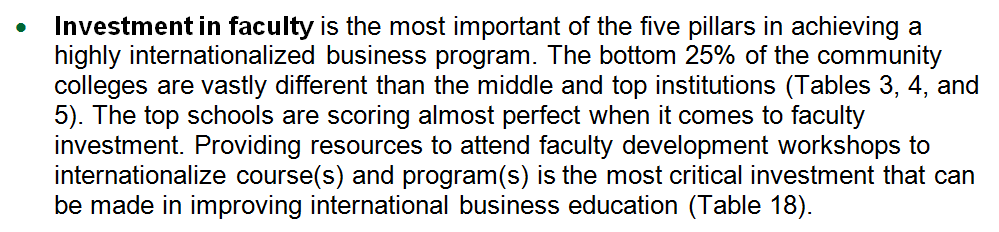 • Investment in faculty is the most important of the five pillars in achieving a
highly internationalized business program. The bottom 25% of the community
colleges are vastly different than the middle and top institutions (Tables 3, 4, and
5). The top schools are scoring almost perfect when it comes to faculty
investment. Providing resources to attend faculty development workshops to
internationalize course(s) and program(s) is the most critical investment that can
be made in improving international business education (Table 18).